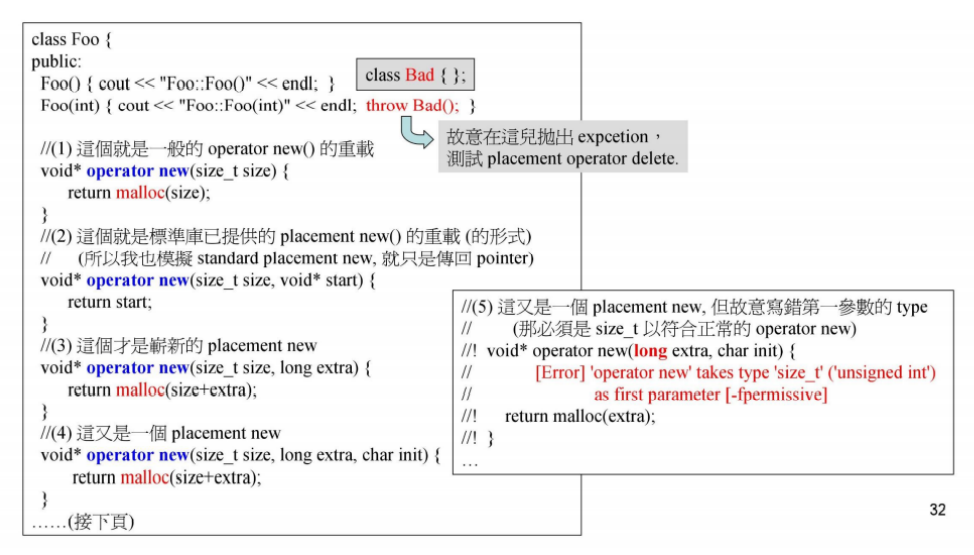 class Foo {
public:
Foo() { cout << "Foo::Foo()" << endl; }
class Bad { };
Foo(int) { cout << "Foo::Foo(int)" << endl; throw Bad(); }
故意在這兒拋出 expcetion，
測試 placement operator delete.
//(1) 這個就是一般的 operator new() 的重載
void* operator new(size_t size) {
return malloc(size);
}
//(2) 這個就是標準庫已提供的 placement new() 的重載 (的形式)
// (所以我也模擬 standard placement new, 就只是傳回 pointer)
void* operator new(size_t size, void* start) {
return start;
}
//(3) 這個才是嶄新的 placement new
void* operator new(size_t size, long extra) {
return malloc(size+extra);
}
//(4) 這又是一個 placement new
void* operator new(size_t size, long extra, char init) {
return malloc(size+extra);
}
……(接下頁)
//(5) 這又是一個 placement new, 但故意寫錯第一參數的 type
// (那必須是 size_t 以符合正常的 operator new)
//! void* operator new(long extra, char init) {
// [Error] 'operator new' takes type 'size_t' ('unsigned int')
// as first parameter [-fpermissive]
//! return malloc(extra);
//! }
…
32